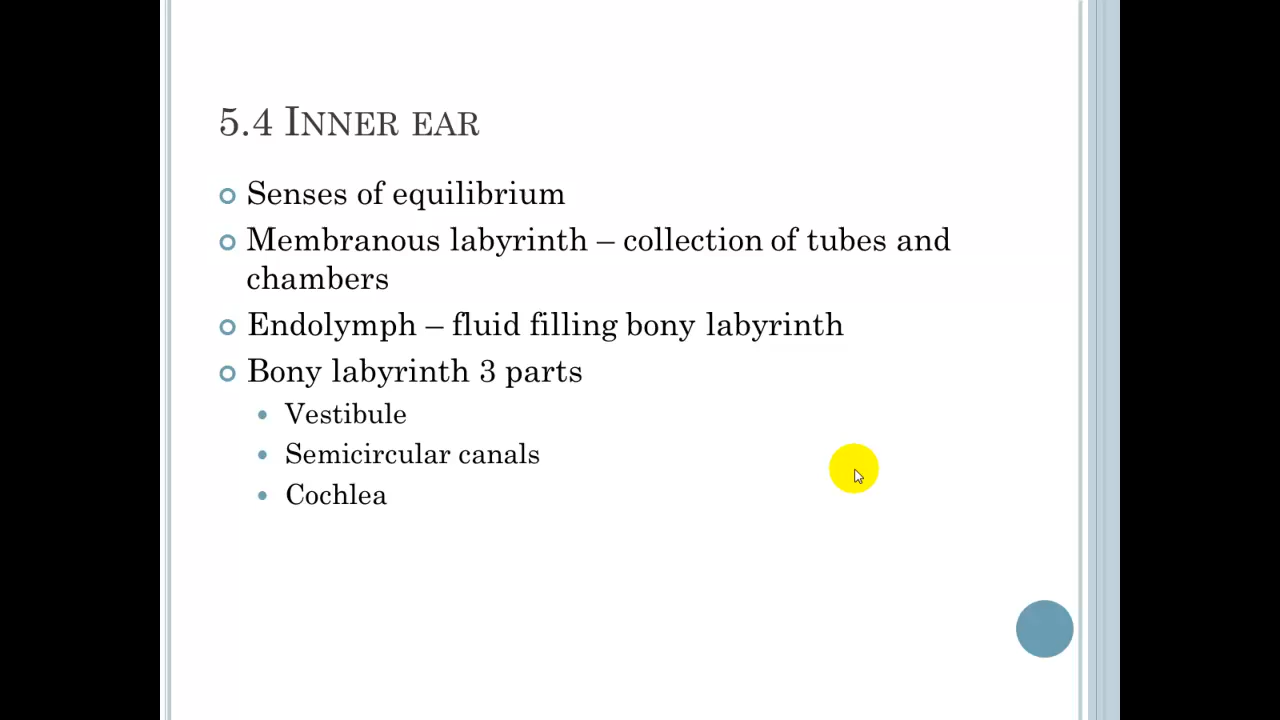 5.4 INNER EAR
Senses of equilibrium
Membranous labyrinth – collection of tubes and
chambers
Endolymph – fluid filling bony labyrinth
Bony labyrinth 3 parts
Vestibule
Semicircular canals
Cochlea